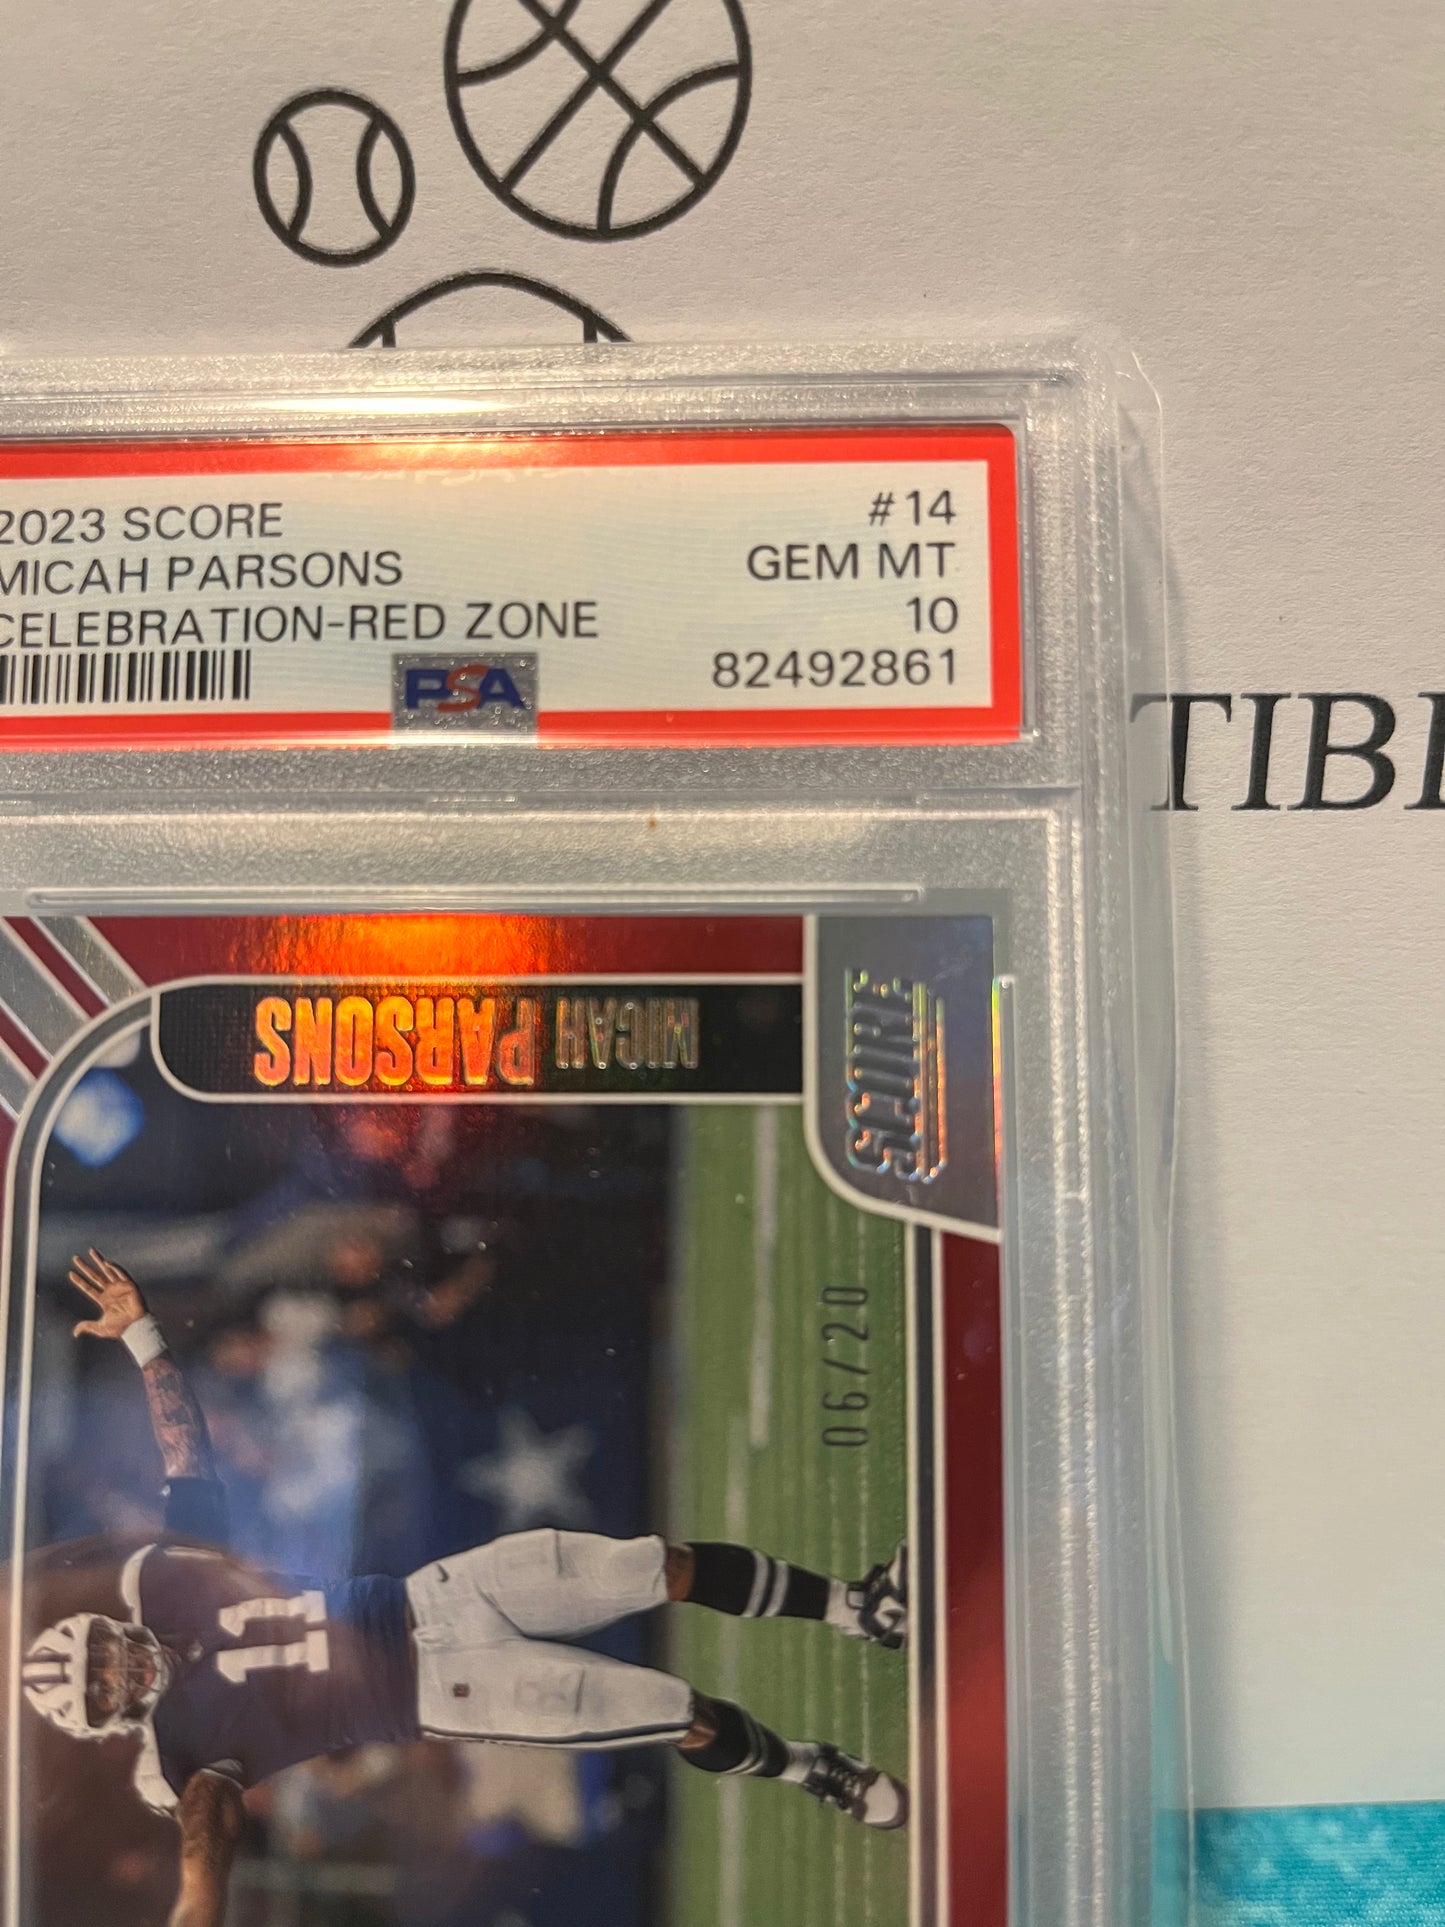 2023 SCORE #14
MICAH PARSONS GEM MT
CELEBRATION-RED ZONE 10
PSA 82492861
TIB
MICAH PARSONS
SCORE
06/20
11